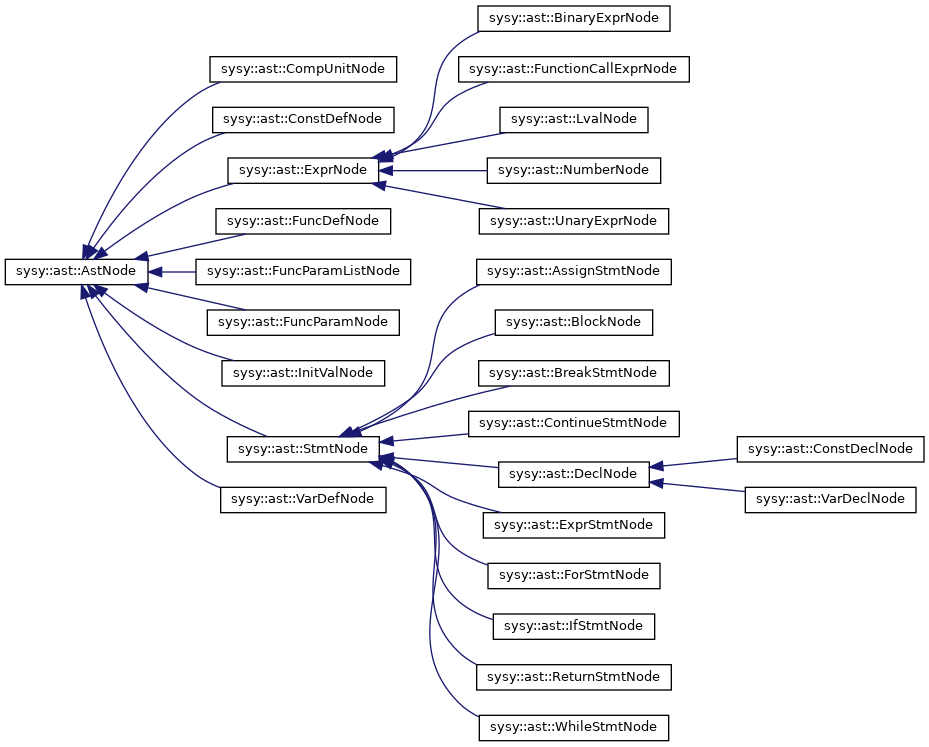 sysy::ast::BinaryExprNode
sysy::ast::CompUnitNode
sysy::ast::FunctionCallExprNode
sysy::ast::ConstDefNode
sysy::ast::LvalNode
sysy::ast::ExprNode
sysy::ast::NumberNode
sysy::ast::FuncDefNode
sysy::ast::UnaryExprNode
sysy::ast::AstNode
sysy::ast::FuncParamListNode
sysy::ast::AssignStmtNode
sysy::ast::FuncParamNode
sysy::ast::BlockNode
sysy::ast::InitValNode
sysy::ast::BreakStmtNode
sysy::ast::ContinueStmtNode
sysy::ast::StmtNode
sysy::ast::ConstDeclNode
sysy::ast::DeclNode
sysy::ast::VarDefNode
sysy::ast::VarDeclNode
sysy::ast::ExprStmtNode
sysy::ast::ForStmtNode
sysy::ast::IfStmtNode
sysy::ast::ReturnStmtNode
sysy::ast::WhileStmtNode